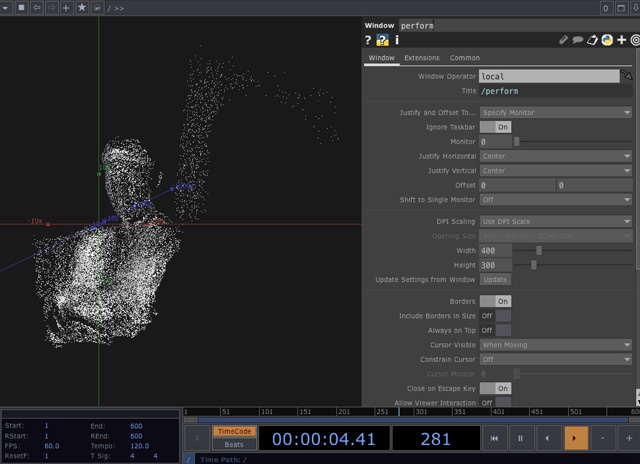 / >>
0
Window perform
? ? i
Window Extensions Common
Window Operator local
Title /perform
Justify and Offset To... Specify Monitor
Ignore Taskbar On
Monitor 0
Justify Horizontal Center
Justify Vertical Center
Offset 0 0
Shift to Single Monitor Off
DPI Scaling Use DPI Scale
Opening Size
Width 400
Height 300
Update Settings from Window Update
Borders On
Include Borders in Size Off
Always on Top Off
Cursor Visible When Moving
Constrain Cursor Off
Cursor Monitor 0
Close on Escape Key On
Allow Viewer Interaction Off
-10x
1 51 101 151 201 251 301 351 401 451 501 551 600
Start: 1 End: 600
RStart: 1 REnd: 600
FPS: 60.0 Tempo: 120.0
ResetF: 1 T Sig: 4 4
TimeCode
Beats
00:00:04.41
281
- +
/ Time Path: /